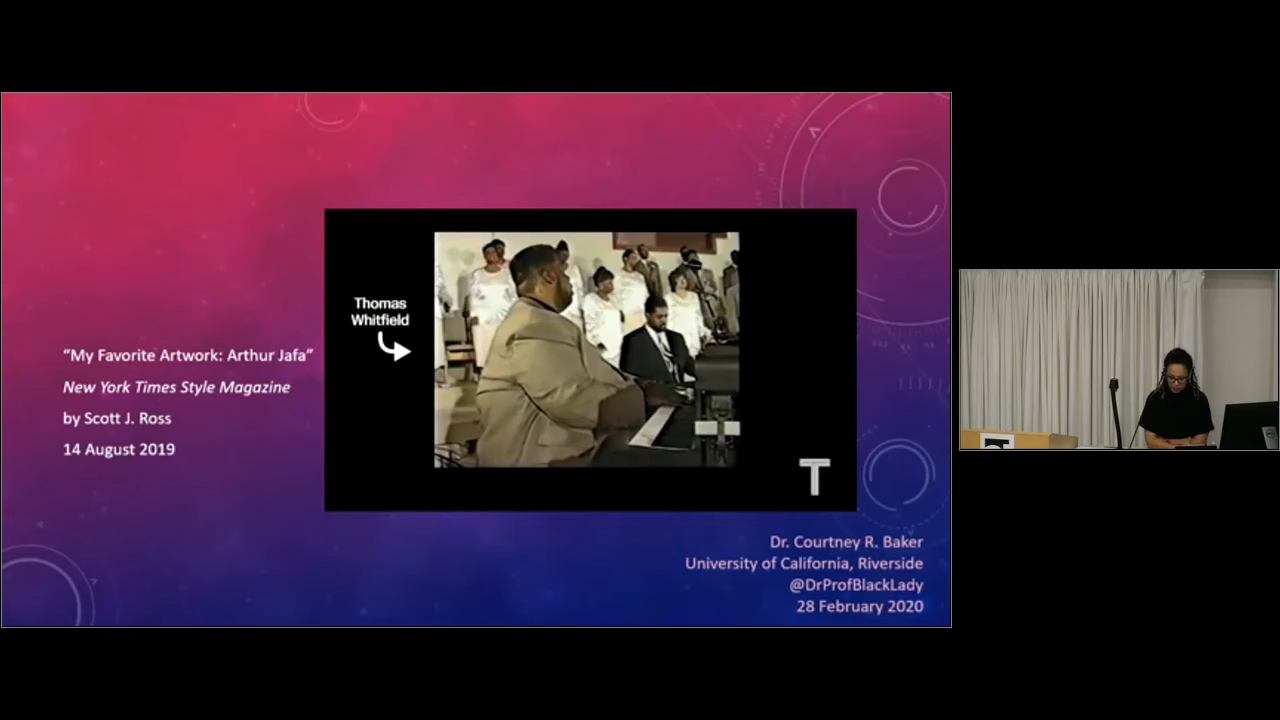 “My Favorite Artwork: Arthur Jafa”
New York Times Style Magazine
by Scott J. Ross
14 August 2019
Thomas
Whitfield
T
Dr. Courtney R. Baker
University of California, Riverside
@DrProfBlackLady
28 February 2020